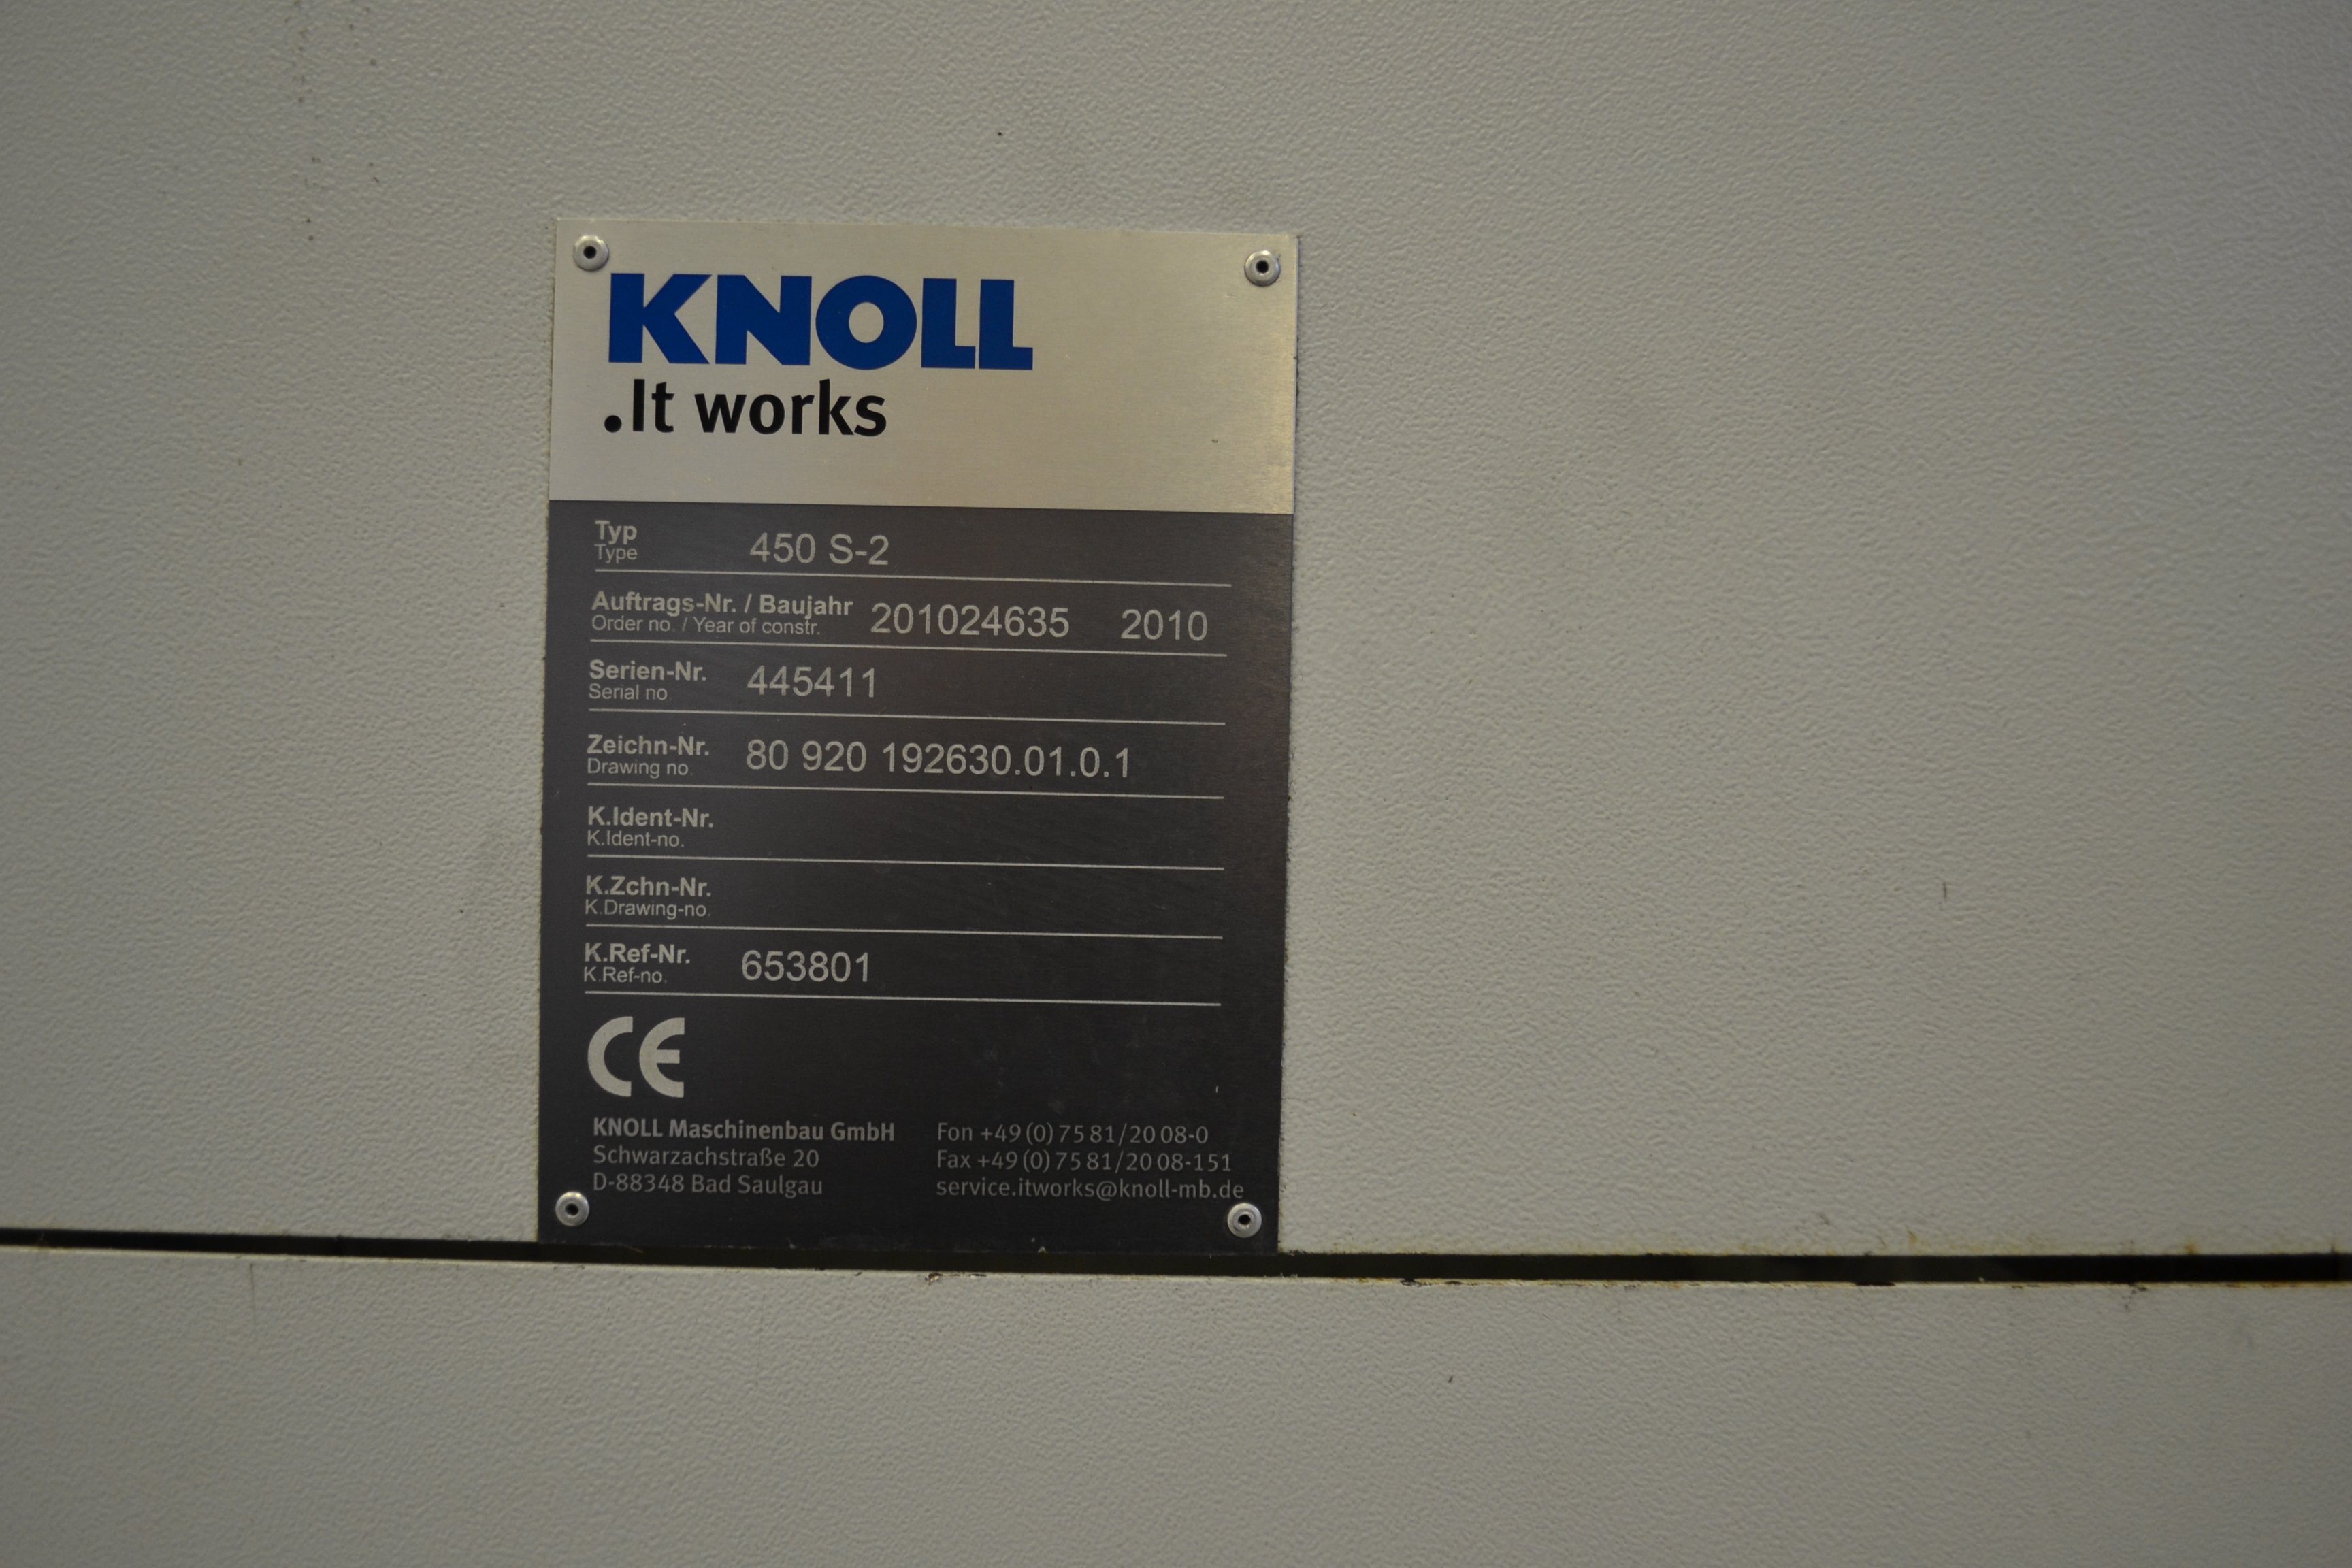 KNOLL
.It works
Typ
Type
450 S-2
Auftrags-Nr. / Baujahr
Order no. / Year of constr.
201024635 2010
Serien-Nr.
Serial no.
445411
Zeichn-Nr.
Drawing no.
80 920 192630.01.0.1
K.Ident-Nr.
K.Ident-no.
K.Zchn-Nr.
K.Drawing-no.
K.Ref-Nr.
K.Ref-no.
653801
CE
KNOLL Maschinenbau GmbH
Schwarzachstraße 20
D-88348 Bad Saulgau
Fon +49 (0) 75 81/20 08-0
Fax +49 (0) 75 81/20 08-151
service.itworks@knoll-mb.de